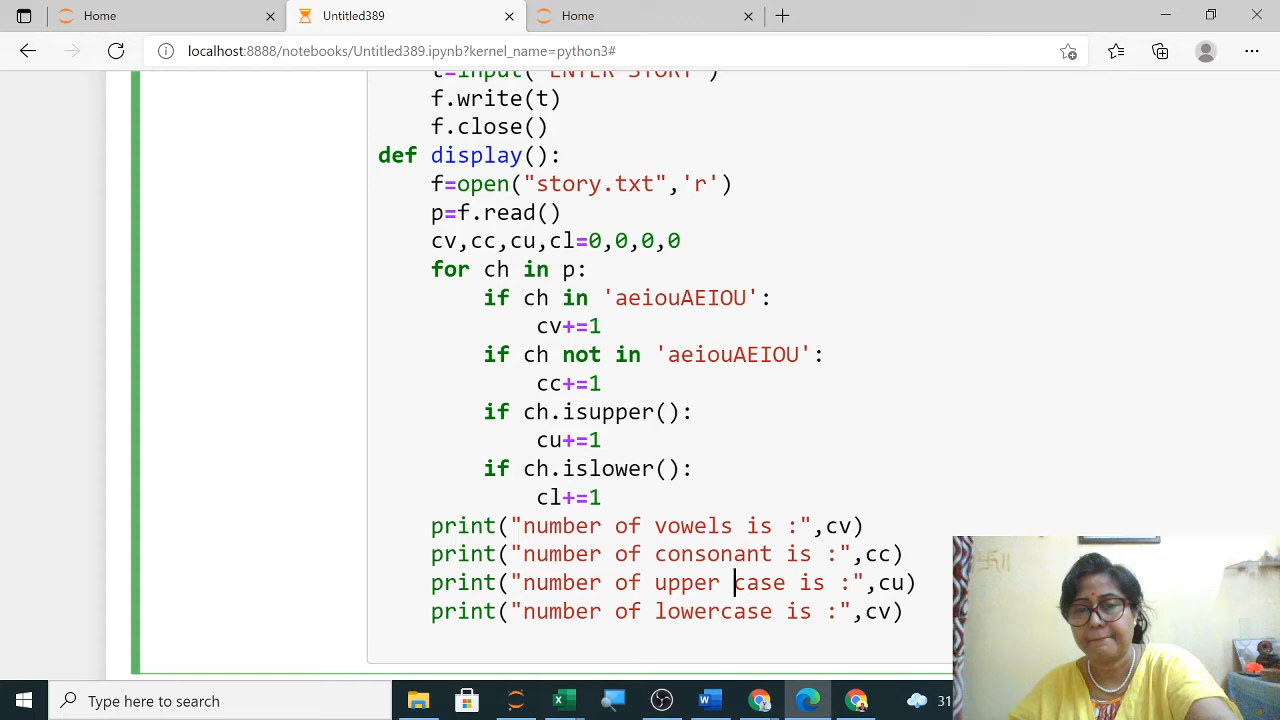 Home
Untitled389
Home
localhost:8888/notebooks/Untitled389.ipynb?kernel_name=python3#
t=input("ENTER STORY")
f.write(t)
f.close()
def display():
f=open("story.txt",'r')
p=f.read()
cv,cc,cu,cl=0,0,0,0
for ch in p:
if ch in 'aeiouAEIOU':
cv+=1
if ch not in 'aeiouAEIOU':
cc+=1
if ch.isupper():
cu+=1
if ch.islower():
cl+=1
print("number of vowels is :",cv)
print("number of consonant is :",cc)
print("number of upper case is :",cu)
print("number of lowercase is :",cv)
Type here to search
31